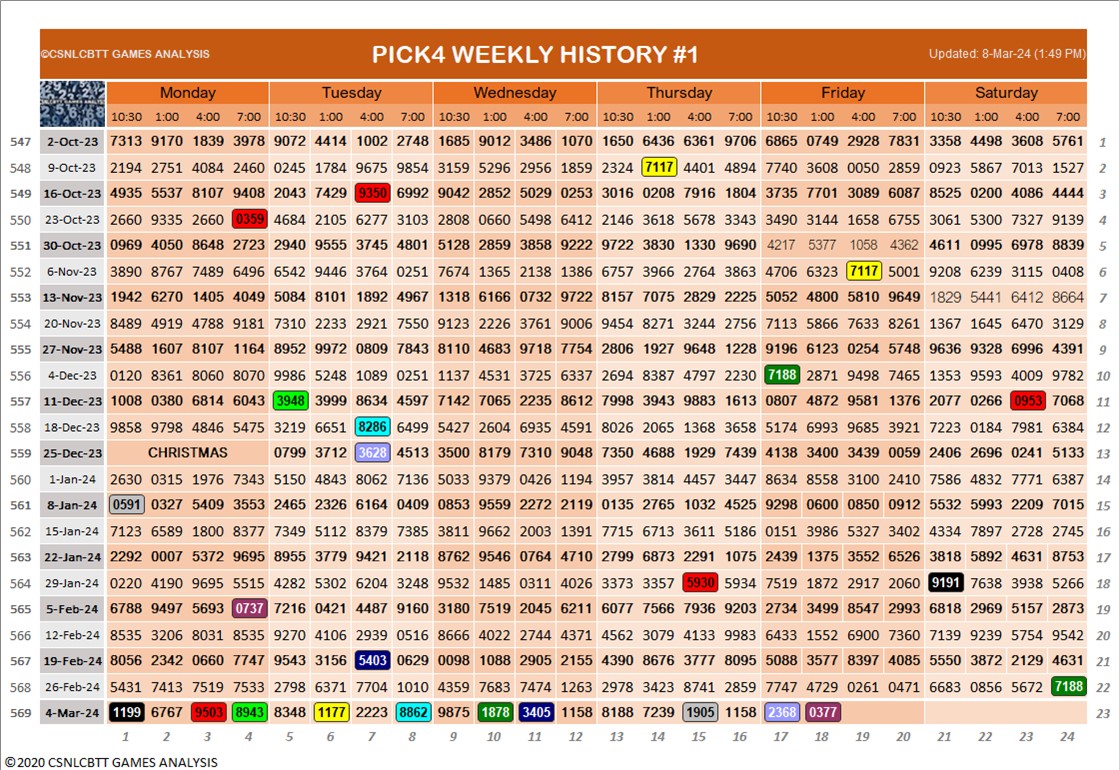 ©CSNLCBTT GAMES ANALYSIS PICK4 WEEKLY HISTORY #1 Updated: 8-Mar-24 (1:49 PM)
Monday Tuesday Wednesday Thursday Friday Saturday
10:30 1:00 4:00 7:00 10:30 1:00 4:00 7:00 10:30 1:00 4:00 7:00 10:30 1:00 4:00 7:00 10:30 1:00 4:00 7:00 10:30 1:00 4:00 7:00
547 2-Oct-23 7313 9170 1839 3978 9072 4414 1002 2748 1685 9012 3486 1070 1650 6436 6361 9706 6865 0749 2928 7831 3358 4498 3608 5761 1
548 9-Oct-23 2194 2751 4084 2460 0245 1784 9675 9854 3159 5296 2956 1859 2324 7117 4401 4894 7740 3608 0050 2859 0923 5867 7013 1527 2
549 16-Oct-23 4935 5537 8107 9408 2043 7429 9350 6992 9042 2852 5029 0253 3016 0208 7916 1804 3735 7701 3089 6087 8525 0200 4086 4444 3
550 23-Oct-23 2660 9335 2660 0359 4684 2105 6277 3103 2808 0660 5498 6412 2146 3618 5678 3343 3490 3144 1658 6755 3061 5300 7327 9139 4
551 30-Oct-23 0969 4050 8648 2723 2940 9555 3745 4801 5128 2859 3858 9222 9722 3830 1330 9690 4217 5377 1058 4362 4611 0995 6978 8839 5
552 6-Nov-23 3890 8767 7489 6496 6542 9446 3764 0251 7674 1365 2138 1386 6757 3966 2764 3863 4706 6323 7117 5001 9208 6239 3115 0408 6
553 13-Nov-23 1942 6270 1405 4049 5084 8101 1892 4967 1318 6166 0732 9722 8157 7075 2829 2225 5052 4800 5810 9649 1829 5441 6412 8664 7
554 20-Nov-23 8489 4919 4788 9181 7310 2233 2921 7550 9123 2226 3761 9006 9454 8271 3244 2756 7113 5866 7633 8261 1367 1645 6470 3129 8
555 27-Nov-23 5488 1607 8107 1164 8952 9972 0809 7843 8110 4683 9718 7754 2806 1927 9648 1228 9196 6123 0254 5748 9636 9328 6996 4391 9
556 4-Dec-23 0120 8361 8060 8070 9986 5248 1089 0251 1137 4531 3725 6337 2694 8387 4797 2230 7188 2871 9498 7465 1353 9593 4009 9782 10
557 11-Dec-23 1008 0380 6814 6043 3948 3999 8634 4597 7142 7065 2235 8612 7998 3943 9883 1613 0807 4872 9581 1376 2077 0266 0953 7068 11
558 18-Dec-23 9858 9798 4846 5475 3219 6651 8286 6499 5427 2604 6935 4591 8026 2065 1368 3658 5174 6993 9685 3921 7223 0184 7981 6384 12
559 25-Dec-23 CHRISTMAS 0799 3712 3628 4513 3500 8179 7310 9048 7350 4688 1929 7439 4138 3400 3439 0059 2406 2696 0241 5133 13
560 1-Jan-24 2630 0315 1976 7343 5150 4843 8062 7136 5033 9379 0426 1194 3957 3814 4457 3447 8634 8558 3100 2410 7586 4832 7771 6387 14
561 8-Jan-24 0591 0327 5409 3553 2465 2326 6164 0409 0853 9559 2272 2119 0135 2765 1032 4525 9298 0600 0850 0912 5532 5993 2209 7015 15
562 15-Jan-24 7123 6589 1800 8377 7349 5112 8379 7385 3811 9662 2003 1391 7715 6713 3611 5186 0151 3986 5327 3402 4334 7897 2728 2745 16
563 22-Jan-24 2292 0007 5372 9695 8955 3779 9421 2118 8762 9546 0764 4710 2799 6873 2291 1075 2439 1375 3552 6526 3818 5892 4631 8753 17
564 29-Jan-24 0220 4190 9695 5515 4282 5302 6204 3248 9532 1485 0311 4026 3373 3357 5930 5934 7519 1872 2917 2060 9191 7638 3938 5266 18
565 5-Feb-24 6788 9497 5693 0737 7216 0421 4487 9160 3180 7519 2045 6211 6077 7566 7936 9203 2734 3499 8547 2993 6818 2969 5157 2873 19
566 12-Feb-24 8535 3206 8031 8535 9270 4106 2939 0516 8666 4022 2744 4371 4562 3079 4133 9983 6433 1552 6900 7360 7139 9239 5754 9542 20
567 19-Feb-24 8056 2342 0660 7747 9543 3156 5403 0629 0098 1088 2905 2155 4390 8676 3777 8095 5088 3577 8397 4085 5550 3872 2129 4631 21
568 26-Feb-24 5431 7413 7519 7533 2798 6371 7704 1010 4359 7683 7474 1263 2978 3423 8741 2859 7747 4729 0261 0471 6683 0856 5672 7188 22
569 4-Mar-24 1199 6767 9503 8943 8348 1177 2223 8862 9875 1878 3405 1158 8188 7239 1905 1158 2368 0377 23
1 2 3 4 5 6 7 8 9 10 11 12 13 14 15 16 17 18 19 20 21 22 23 24
©2020 CSNLCBTT GAMES ANALYSIS